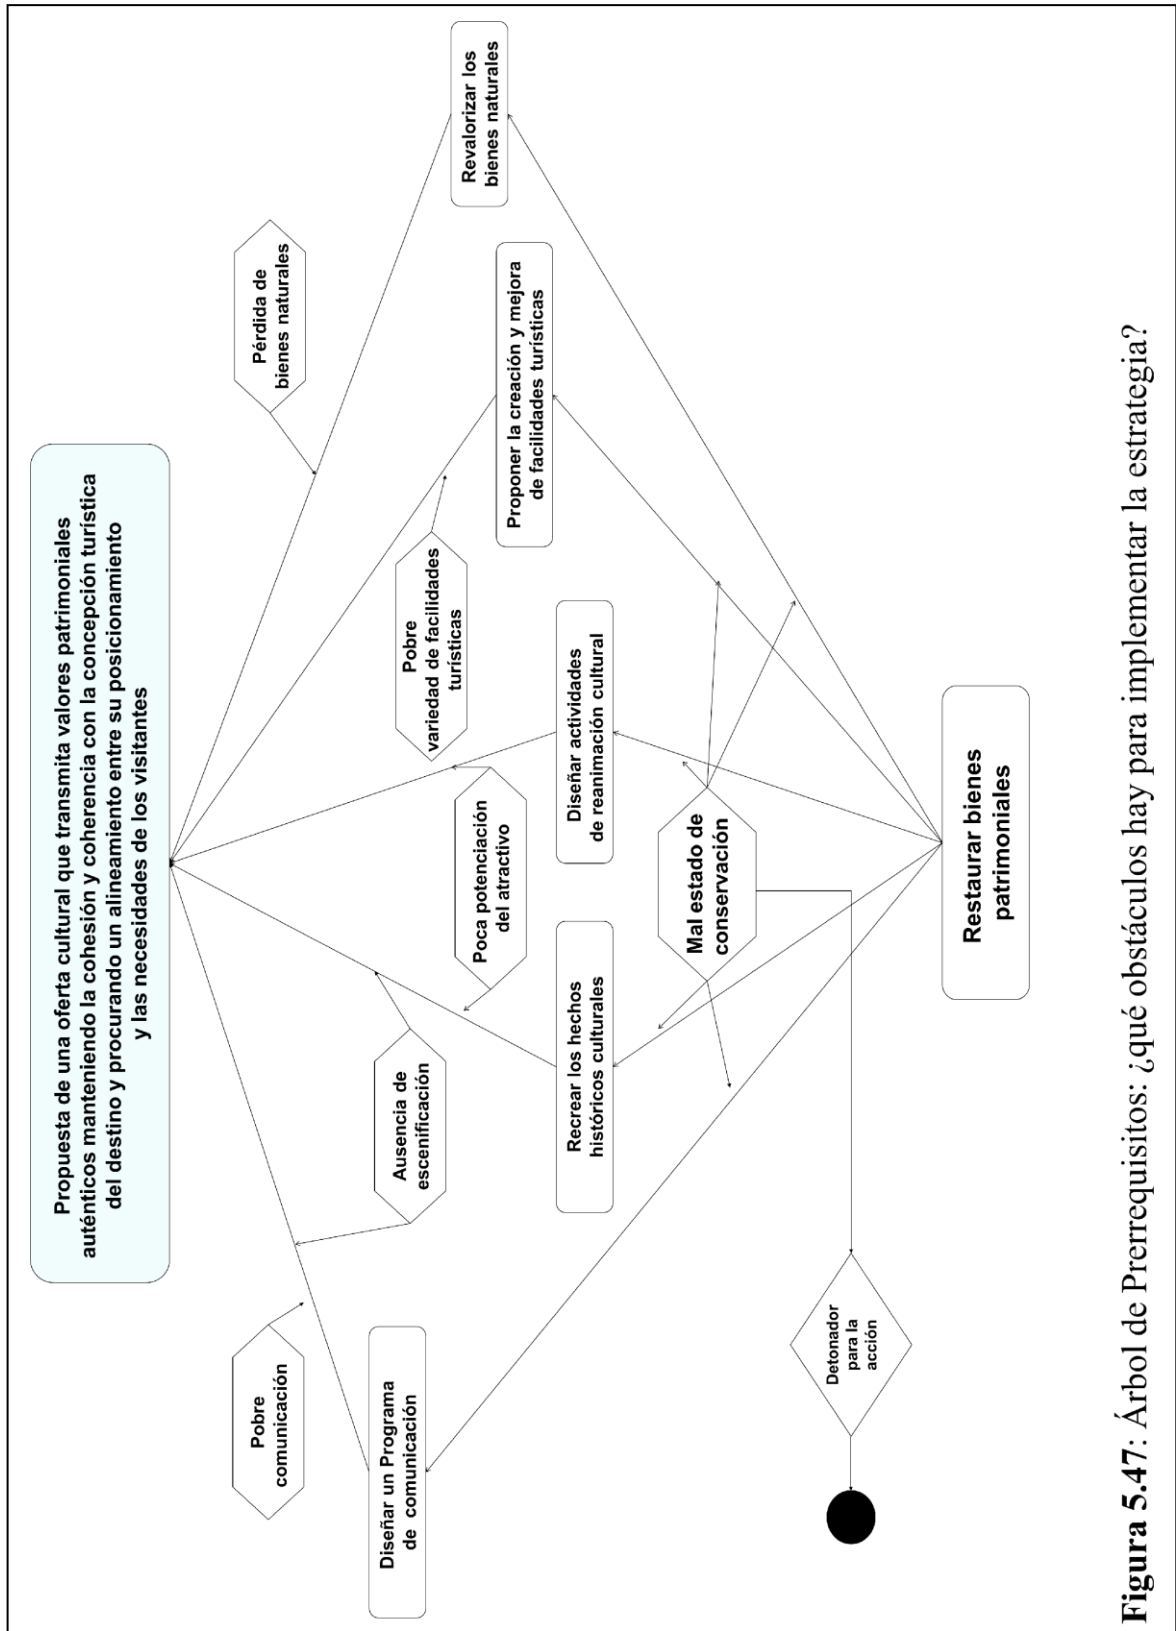 Propuesta de una oferta cultural que transmita valores patrimoniales
auténticos manteniendo la cohesión y coherencia con la concepción turística
del destino y procurando un alineamiento entre su posicionamiento
y las necesidades de los visitantes
Pobre
comunicación
Pérdida de
bienes naturales
Ausencia de
escenificación
Pobre
variedad de facilidades
turísticas
Poca potenciación
del atractivo
Diseñar un Programa
de comunicación
Recrear los hechos
históricos culturales
Diseñar actividades
de reanimación cultural
Proponer la creación y mejora
de facilidades turísticas
Revalorizar los
bienes naturales
Mal estado de
conservación
Detonador
para la
acción
Restaurar bienes
patrimoniales
Figura 5.47: Árbol de Prerrequisitos: ¿qué obstáculos hay para implementar la estrategia?